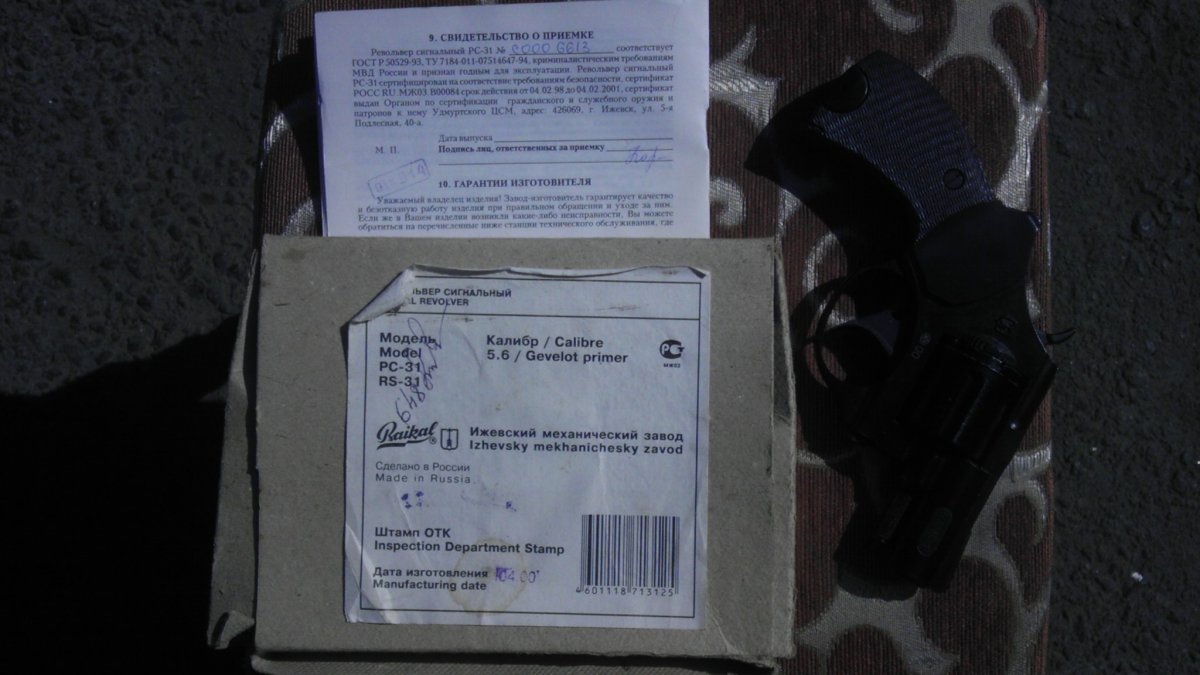 9. СВИДЕТЕЛЬСТВО О ПРИЕМКЕ
Револьвер сигнальный РС-31 № соответствует
ГОСТ Р 50529-93, ТУ 7184-011-07514647-94, криминалистическим требованиям
МВД России и признан годным для эксплуатации. Револьвер сигнальный
РС-31 сертифицирован на соответствие требованиям безопасности, сертификат
РОСС RU. МЖ03. В00084 срок действия от 04.02.98 до 04.02.2001, сертификат
выдан Органом по сертификации гражданского и служебного оружия и
патронов к нему Удмуртского ЦСМ, адрес: 426069, г. Ижевск, ул. 5-я
Подлесная, 40-а.
Дата выпуска
М. П. Подпись лиц, ответственных за приемку
10. ГАРАНТИИ ИЗГОТОВИТЕЛЯ
Уважаемый владелец изделия! Завод-изготовитель гарантирует качество
и безотказную работу изделия при правильном обращении и уходе за ним.
Если же в Вашем изделии возникли какие-либо неисправности, Вы можете
обратиться на перечисленные ниже станции технического обслуживания, где
ЛЬВЕР СИГНАЛЬНЫЙ
AL REVOLVER
Модель Калибр / Calibre
Model 5.6 / Gevelot primer
РС-31
RS-31
РС
МЖ03
Baikal ® Ижевский механический завод
Izhevsky mekhanichesky zavod
Сделано в России
Made in Russia
Штамп ОТК
Inspection Department Stamp
Дата изготовления 04 00
Manufacturing date
4 601118 713125